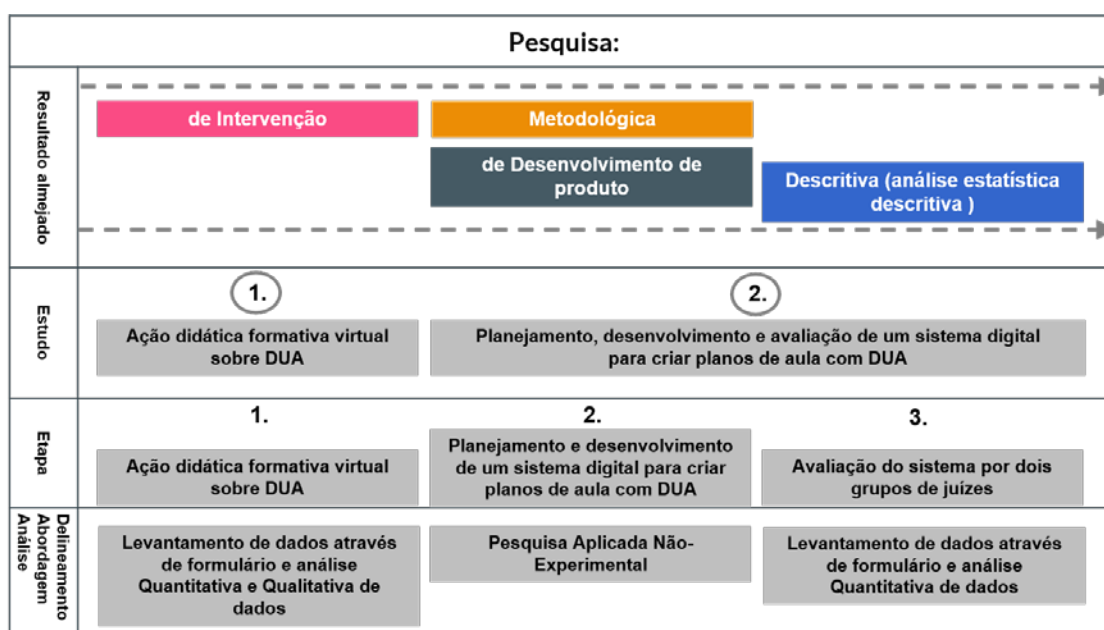 Pesquisa:
Resultado almejado
de Intervenção
Metodológica
de Desenvolvimento de
produto
Descritiva (análise estatística
descritiva )
Estudo
1.
Ação didática formativa virtual
sobre DUA
2.
Planejamento, desenvolvimento e avaliação de um sistema digital
para criar planos de aula com DUA
Etapa
1.
Ação didática formativa virtual
sobre DUA
2.
Planejamento e desenvolvimento
de um sistema digital para criar
planos de aula com DUA
3.
Avaliação do sistema por dois
grupos de juízes
Delineamento
Abordagem
Análise
Levantamento de dados através
de formulário e análise
Quantitativa e Qualitativa de
dados
Pesquisa Aplicada Não-
Experimental
Levantamento de dados através
de formulário e análise
Quantitativa de dados